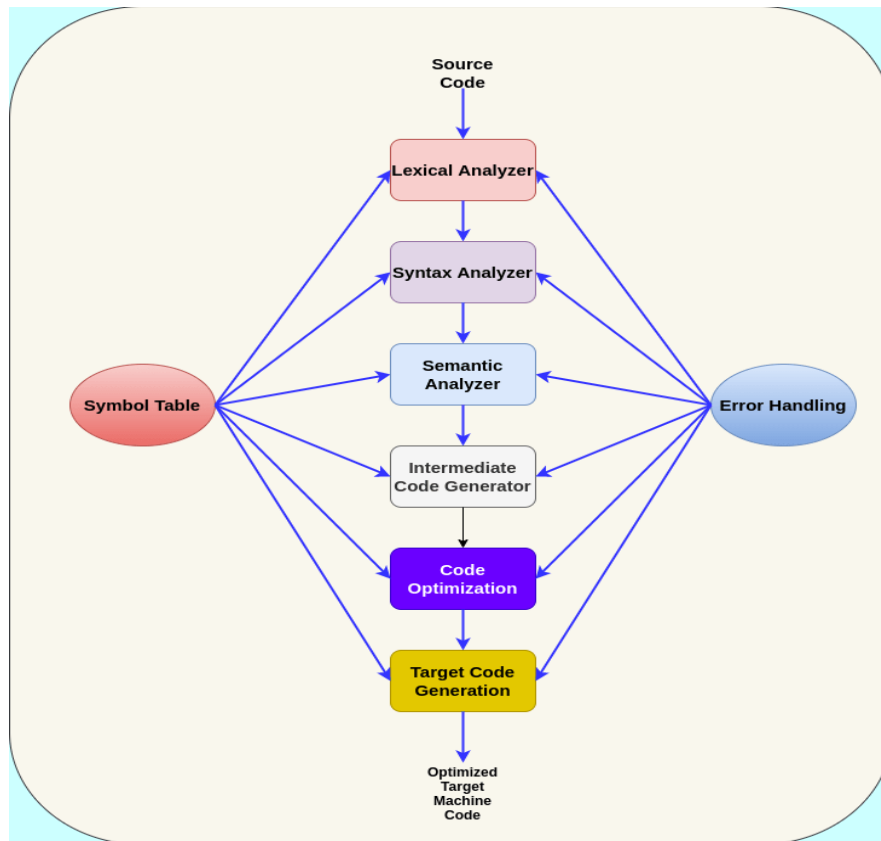 Source
Code
Lexical Analyzer
Syntax Analyzer
Semantic
Analyzer
Symbol Table
Error Handling
Intermediate
Code Generator
Code
Optimization
Target Code
Generation
Optimized
Target
Machine
Code